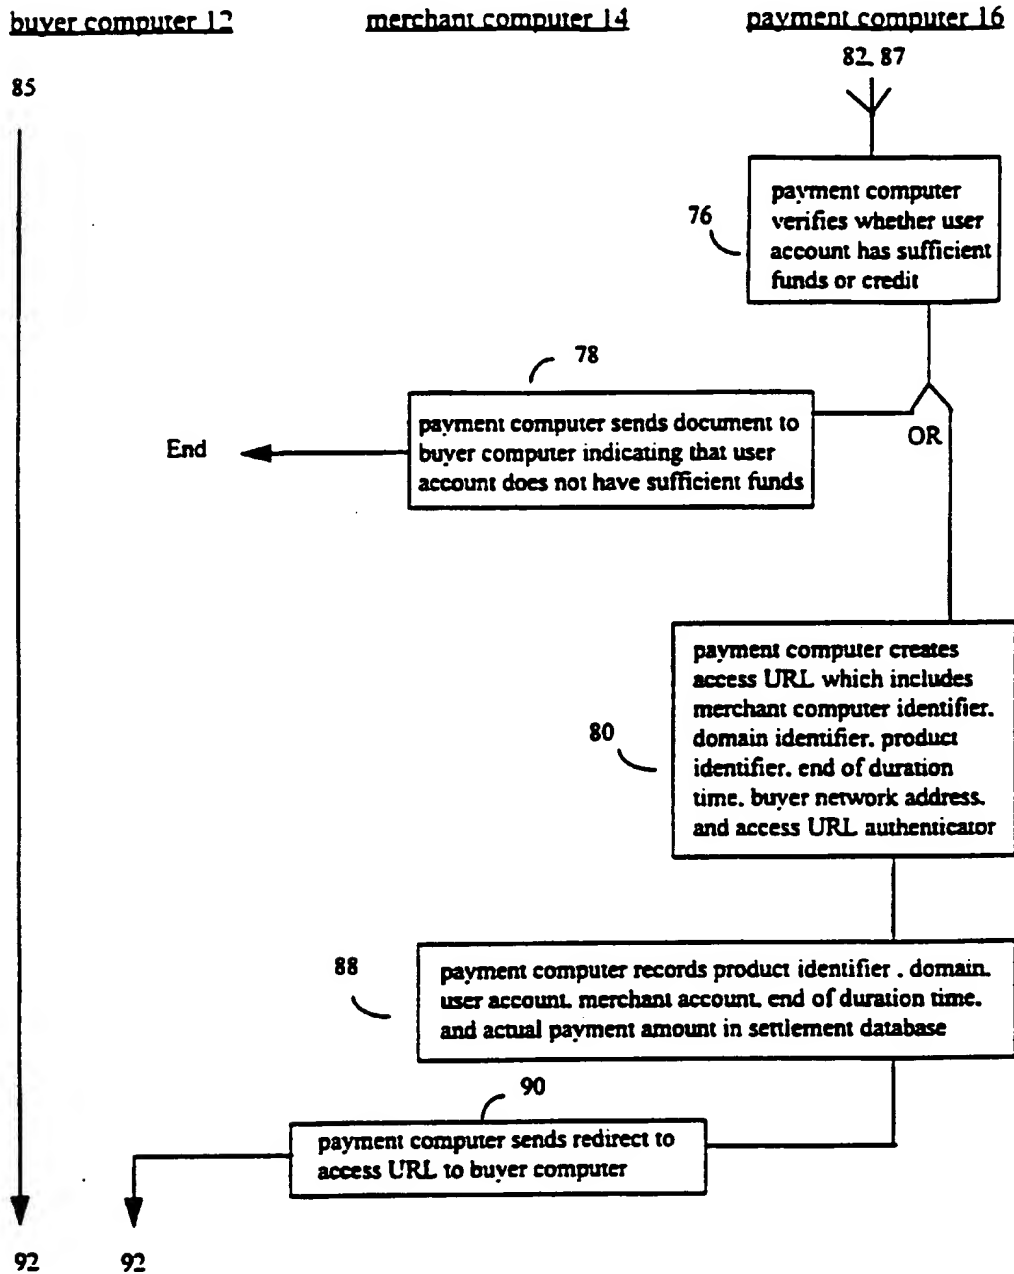 buyer computer 12
merchant computer 14
payment computer 16
82. 87
85
payment computer
verifies whether user
account has sufficient
funds or credit
76
78
payment computer sends document to
buyer computer indicating that user
account does not have sufficient funds
End
OR
payment computer creates
access URL which includes
merchant computer identifier.
domain identifier. product
identifier. end of duration
time. buyer network address.
and access URL authenticator
80
88
payment computer records product identifier . domain.
user account. merchant account. end of duration time.
and actual payment amount in settlement database
90
payment computer sends redirect to
access URL to buyer computer
92
92